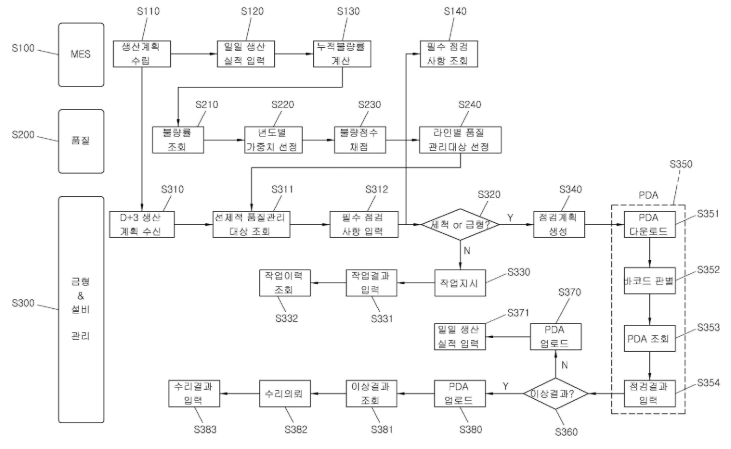 S110
S120
S130
S140
S100
MES
생산계획
수립
일일 생산
실적 입력
누적불량률
계산
필수 점검
사항 조회
S210
S220
S230
S240
S200
품질
불량률
조회
년도별
가중치 선정
불량점수
채점
라인별 품질
관리대상 선정
S310
S311
S312
S320
S340
S350
PDA
D+3 생산
계획 수신
선제적 품질관리
대상 조회
필수 점검
사항 입력
세척 or 금형?
Y
점검계획
생성
PDA
다운로드
S351
N
S300
금형
&
설비
관리
작업이력
조회
작업결과
입력
작업지시
S330
S332
S331
바코드 판별
S352
S371
S370
일일 생산
실적 입력
PDA
업로드
PDA 조회
S353
N
수리결과
입력
수리의뢰
이상결과
조회
PDA
업로드
Y
이상결과?
점검결과
입력
S354
S383
S382
S381
S380
S360